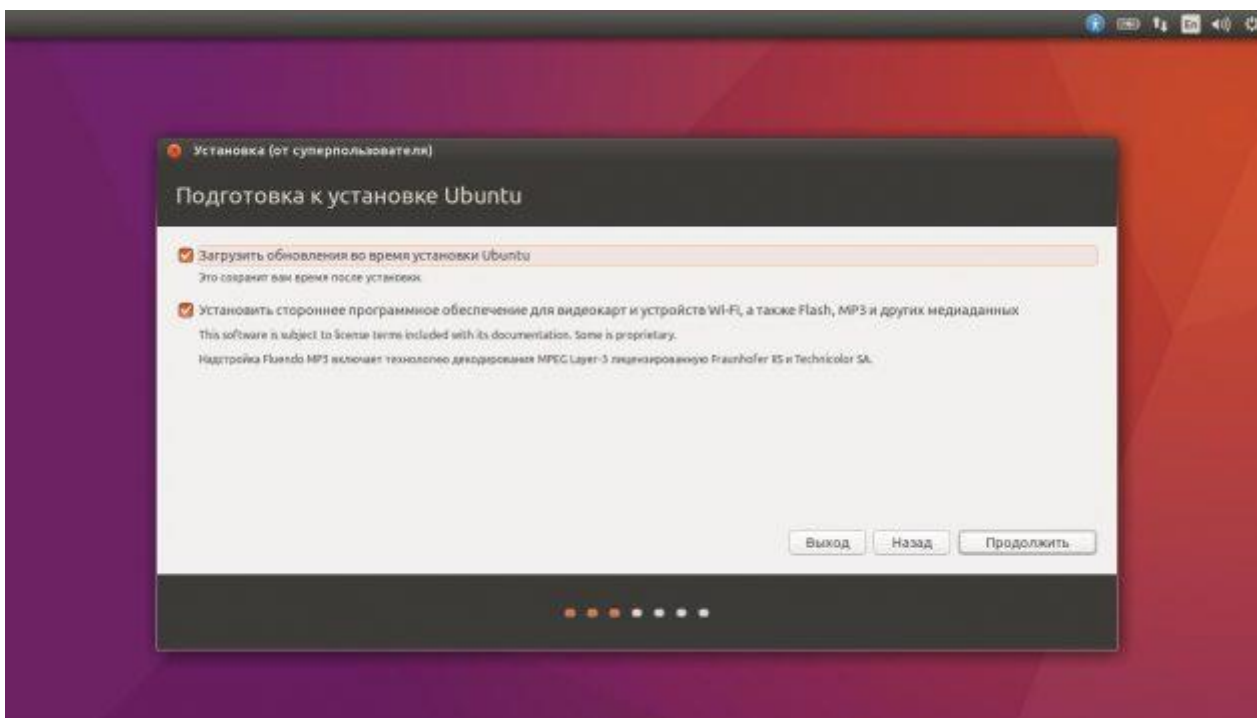 En
Установка (от суперпользователя)
Подготовка к установке Ubuntu
Загрузить обновления во время установки Ubuntu
Это сохранит вам время после установки.
Установить стороннее программное обеспечение для видеокарт и устройств Wi-Fi, а также Flash, MP3 и других медиаданных
This software is subject to license terms included with its documentation. Some is proprietary.
Надстройка Fluendo MP3 включает технологию декодирования MPEG Layer-3 лицензированную Fraunhofer IIS и Technicolor SA.
Выход Назад Продолжить